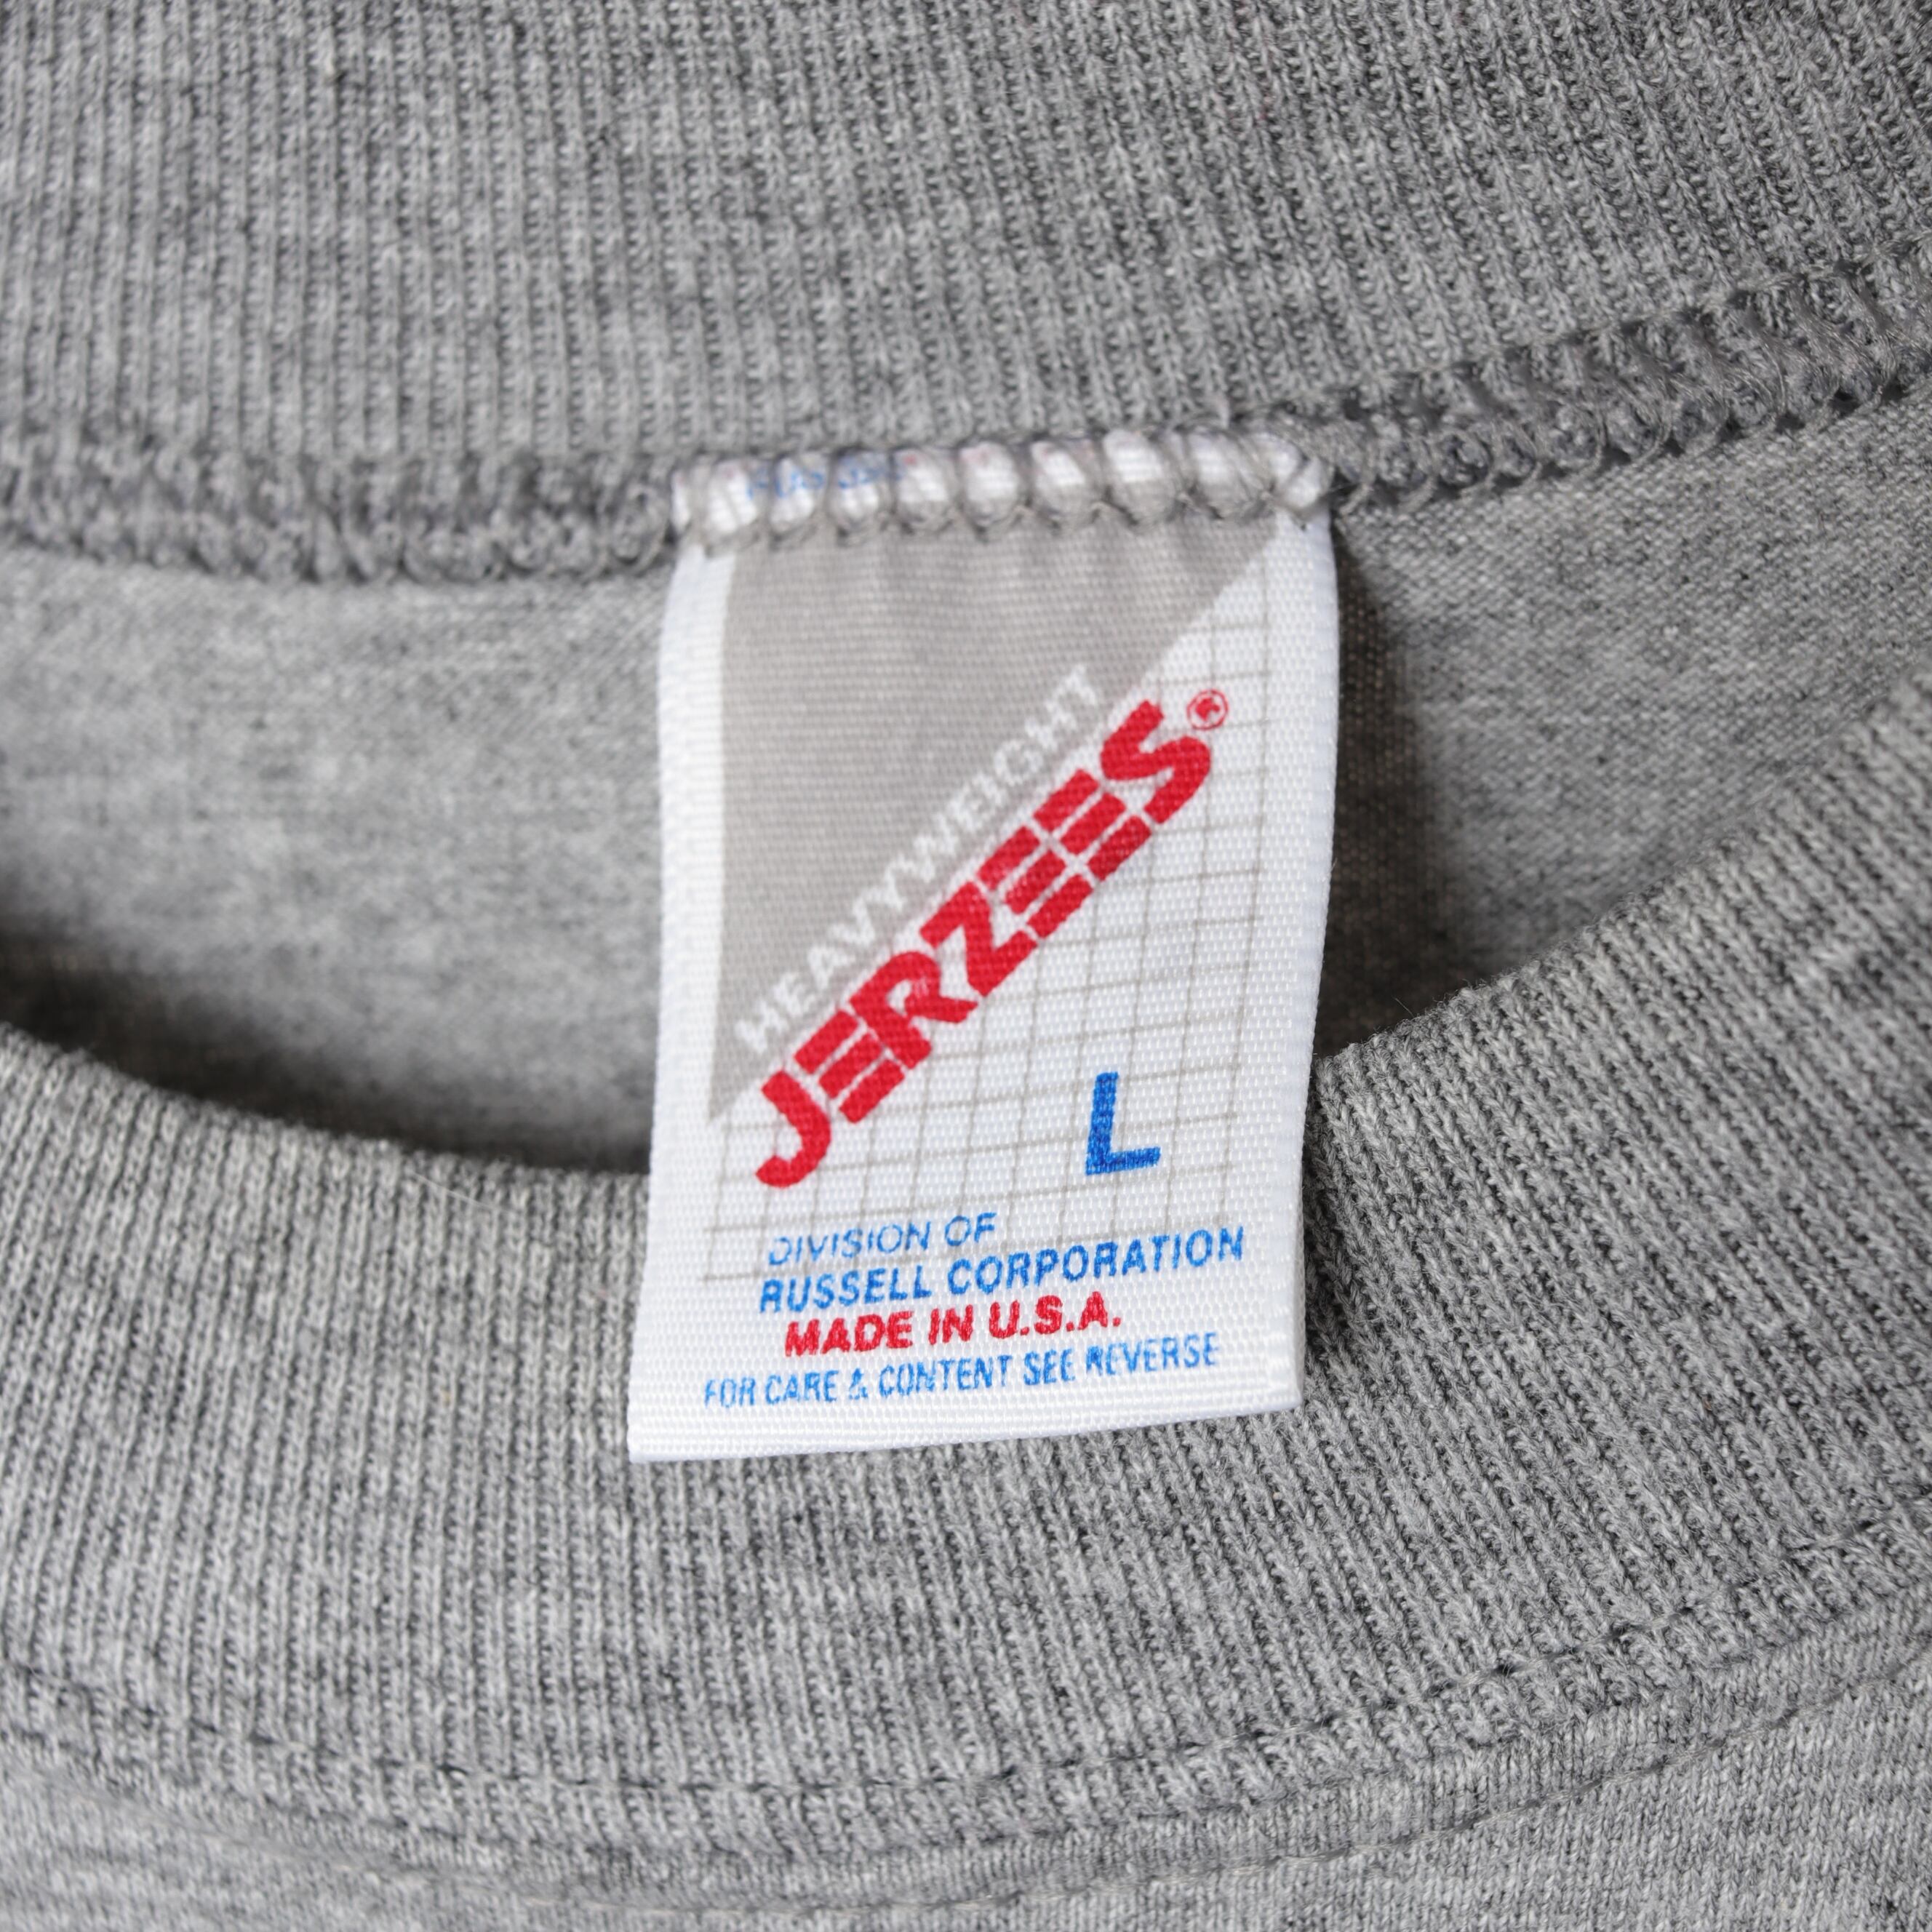 HEAVYWEIGHT
JERZEES®
L
DIVISION OF
RUSSELL CORPORATION
MADE IN U.S.A.
FOR CARE & CONTENT SEE REVERSE